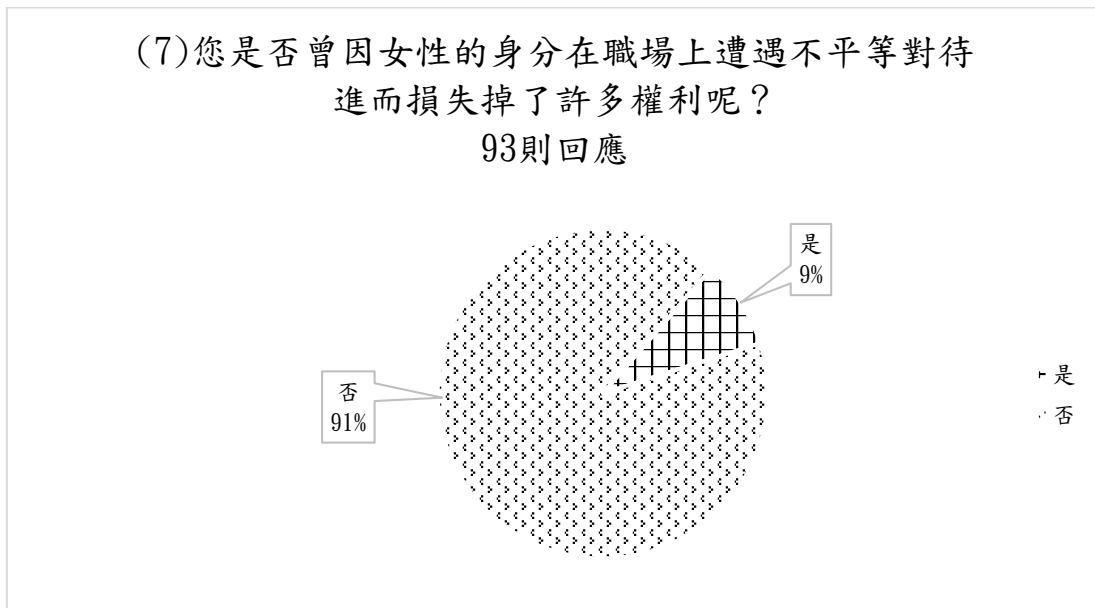 (7)您是否曾因女性的身分在職場上遭遇不平等對待
進而損失掉了許多權利呢？
93則回應
是
9%
否
91%
是
否